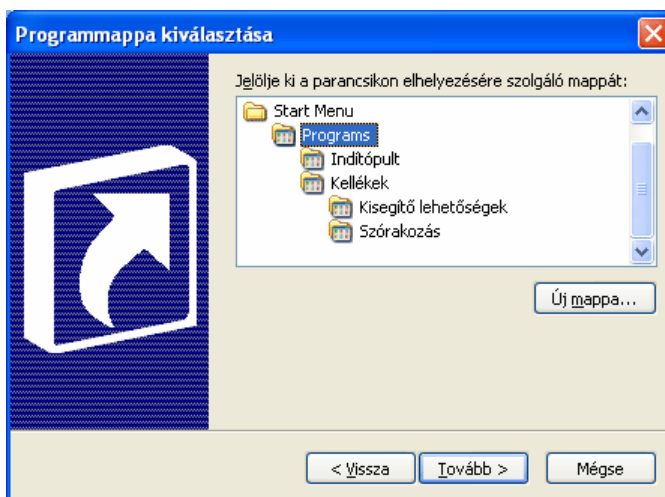 Programmappa kiválasztása
Jelölje ki a parancsikon elhelyezésére szolgáló mappát:
Start Menu
Programs
Indítópult
Kellékek
Kisegítő lehetőségek
Szórakozás
Új mappa...
< Vissza
Tovább >
Mégse